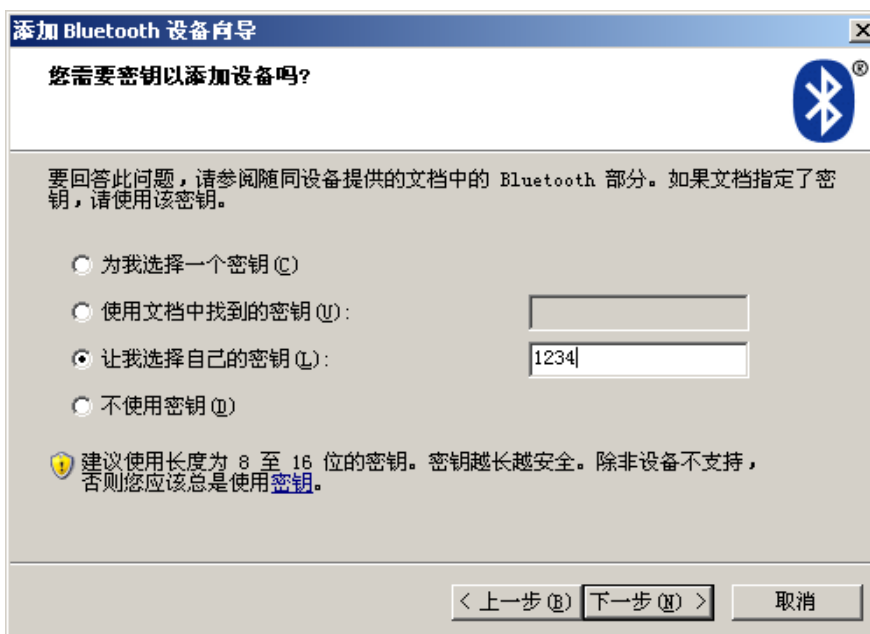 添加 Bluetooth 设备向导
您需要密钥以添加设备吗?
®
要回答此问题，请参阅随同设备提供的文档中的 Bluetooth 部分。如果文档指定了密
钥，请使用该密钥。
为我选择一个密钥(C)
使用文档中找到的密钥(U):
让我选择自己的密钥(L): 1234
不使用密钥(D)
建议使用长度为 8 至 16 位的密钥。密钥越长越安全。除非设备不支持，
否则您应该总是使用密钥。
< 上一步(B) 下一步(N) > 取消